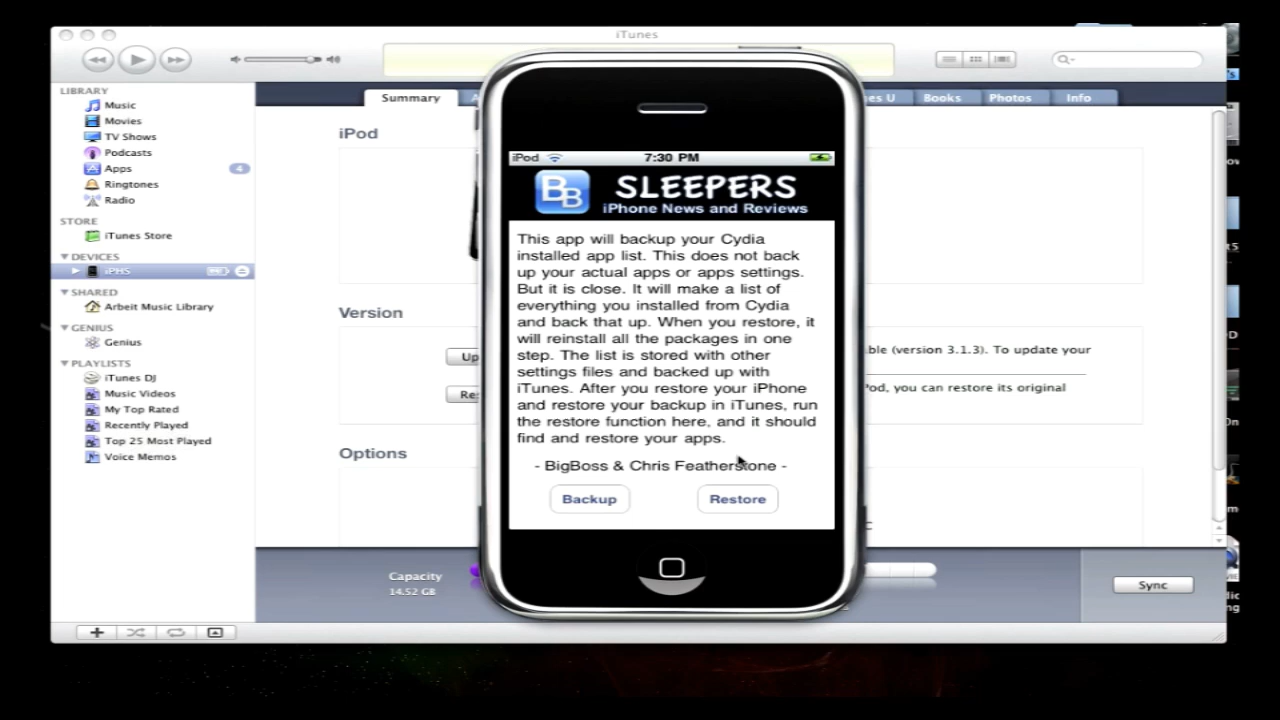 iTunes
LIBRARY
Music
Movies
TV Shows
Podcasts
Apps
4
Ringtones
Radio
STORE
iTunes Store
DEVICES
iPHS
SHARED
Arbeit Music Library
GENIUS
Genius
PLAYLISTS
iTunes DJ
Music Videos
My Top Rated
Recently Played
Top 25 Most Played
Voice Memos
Summary
es U
Books
Photos
Info
iPod
Version
Up
ble (version 3.1.3). To update your
Re
Pod, you can restore its original
Options
Capacity
14.52 GB
Sync
iPod
7:30 PM
BB
SLEEPERS
iPhone News and Reviews
This app will backup your Cydia
installed app list. This does not back
up your actual apps or apps settings.
But it is close. It will make a list of
everything you installed from Cydia
and back that up. When you restore, it
will reinstall all the packages in one
step. The list is stored with other
settings files and backed up with
iTunes. After you restore your iPhone
and restore your backup in iTunes, run
the restore function here, and it should
find and restore your apps.
- BigBoss & Chris Featherstone -
Backup
Restore